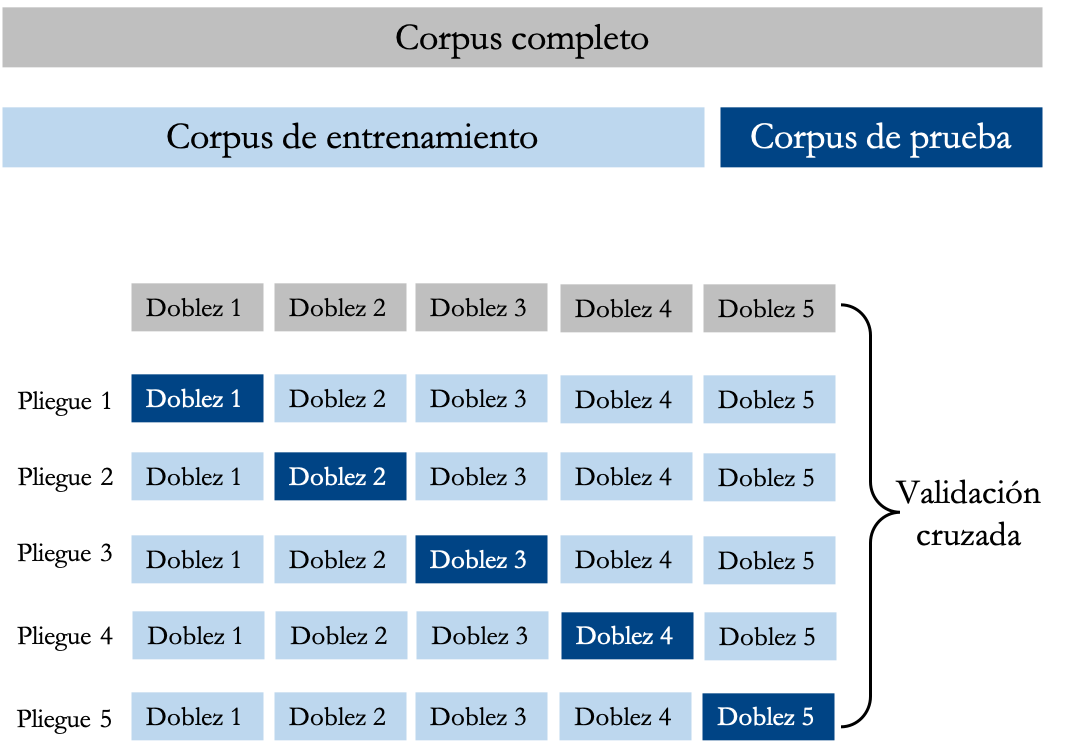 Corpus completo
Corpus de entrenamiento Corpus de prueba
Doblez 1 Doblez 2 Doblez 3 Doblez 4 Doblez 5
Pliegue 1 Doblez 1 Doblez 2 Doblez 3 Doblez 4 Doblez 5
Pliegue 2 Doblez 1 Doblez 2 Doblez 3 Doblez 4 Doblez 5
Validación
cruzada
Pliegue 3 Doblez 1 Doblez 2 Doblez 3 Doblez 4 Doblez 5
Pliegue 4 Doblez 1 Doblez 2 Doblez 3 Doblez 4 Doblez 5
Pliegue 5 Doblez 1 Doblez 2 Doblez 3 Doblez 4 Doblez 5